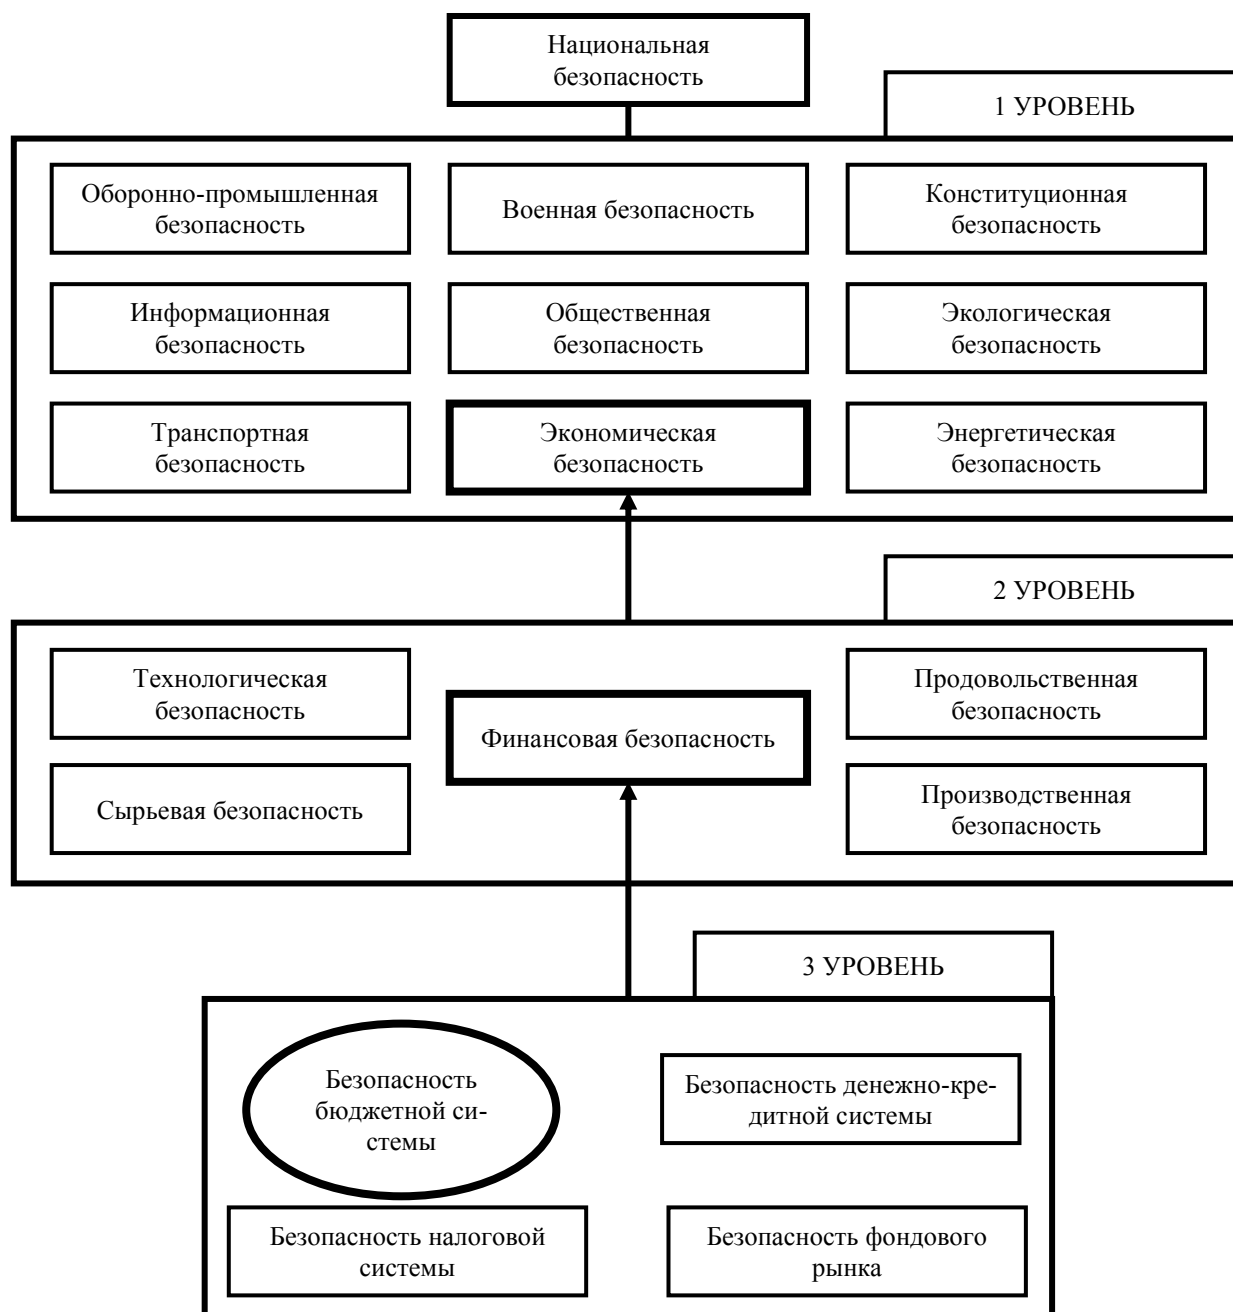 Национальная
безопасность
1 УРОВЕНЬ
Оборонно-промышленная
безопасность
Военная безопасность
Конституционная
безопасность
Информационная
безопасность
Общественная
безопасность
Экологическая
безопасность
Транспортная
безопасность
Экономическая
безопасность
Энергетическая
безопасность
2 УРОВЕНЬ
Технологическая
безопасность
Финансовая безопасность
Продовольственная
безопасность
Сырьевая безопасность
Производственная
безопасность
3 УРОВЕНЬ
Безопасность
бюджетной си-
стемы
Безопасность денежно-кре-
дитной системы
Безопасность налоговой
системы
Безопасность фондового
рынка